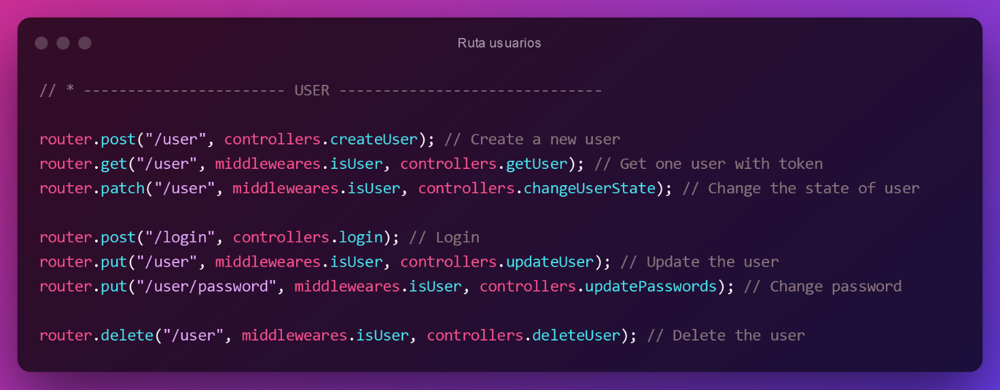 Ruta usuarios
// * ----------------------- USER ------------------------------
router.post("/user", controllers.createUser); // Create a new user
router.get("/user", middleweares.isUser, controllers.getUser); // Get one user with token
router.patch("/user", middleweares.isUser, controllers.changeUserState); // Change the state of user
router.post("/login", controllers.login); // Login
router.put("/user", middleweares.isUser, controllers.updateUser); // Update the user
router.put("/user/password", middleweares.isUser, controllers.updatePasswords); // Change password
router.delete("/user", middleweares.isUser, controllers.deleteUser); // Delete the user